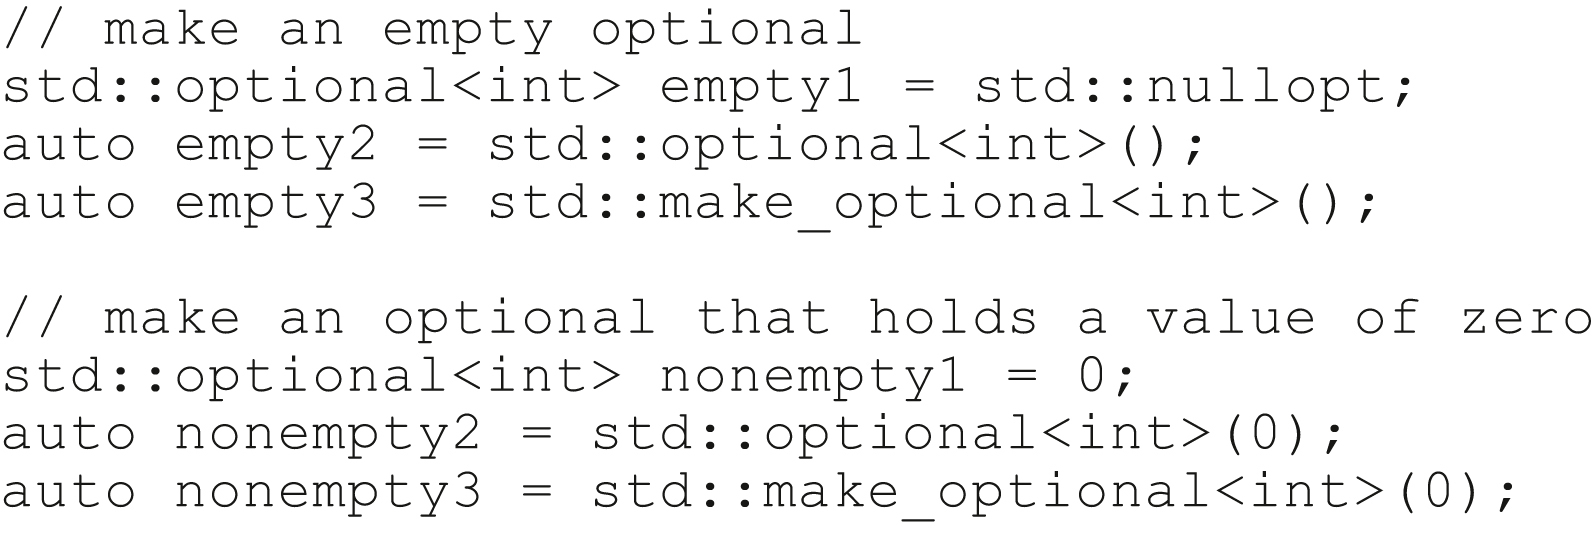 // make an empty optional
std::optional<int> empty1 = std::nullopt;
auto empty2 = std::optional<int>();
auto empty3 = std::make_optional<int>();
// make an optional that holds a value of zero
std::optional<int> nonempty1 = 0;
auto nonempty2 = std::optional<int>(0);
auto nonempty3 = std::make_optional<int>(0);